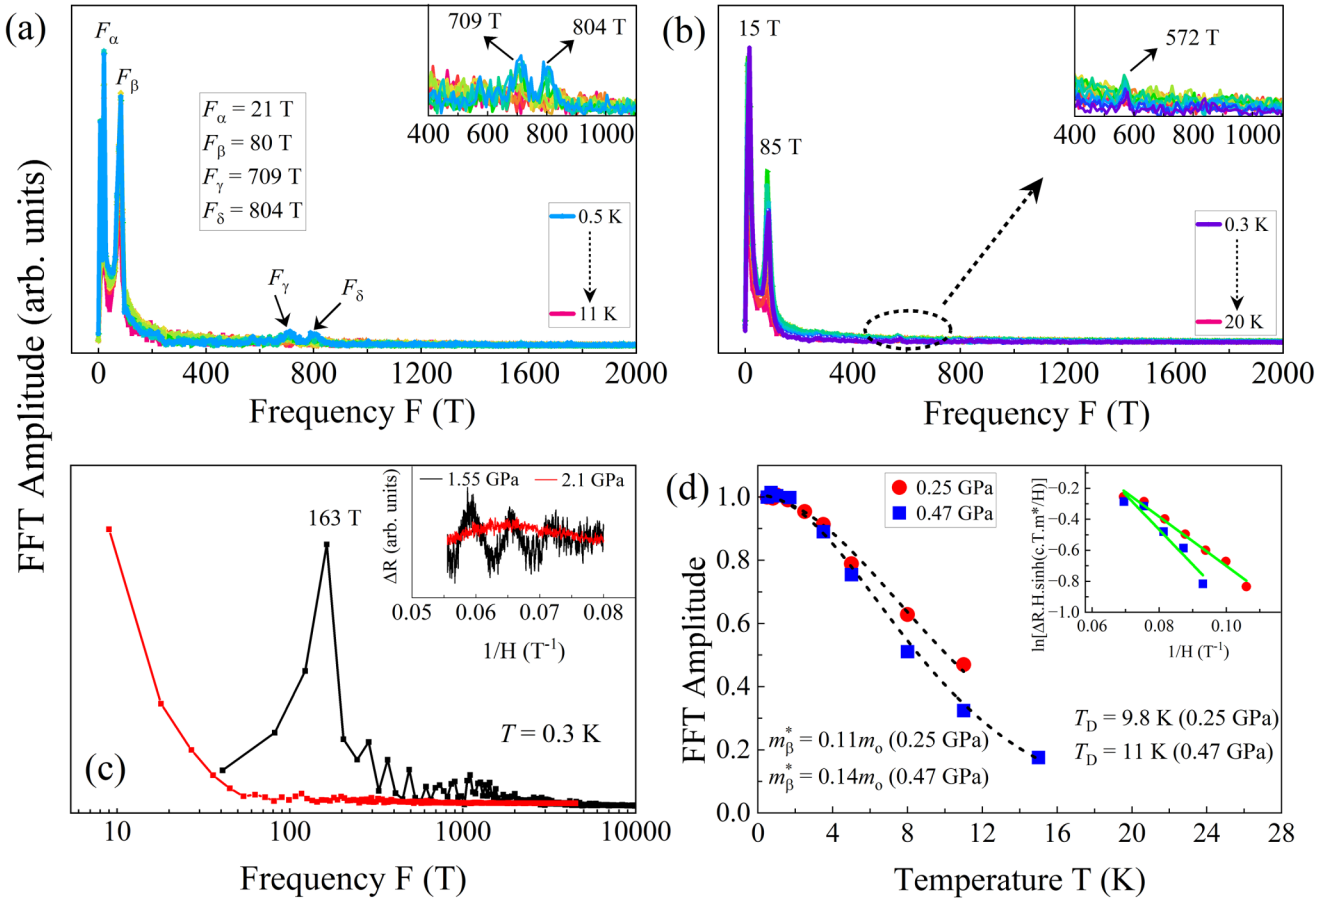 FFT Amplitude (arb. units)
(a)
Fα
Fβ
Fα = 21 T
Fβ = 80 T
Fγ = 709 T
Fδ = 804 T
709 T
804 T
400 600 800 1000
0.5 K
11 K
Fγ
Fδ
0 400 800 1200 1600 2000
Frequency F (T)
(b)
15 T
85 T
572 T
400 600 800 1000
0.3 K
20 K
0 400 800 1200 1600 2000
Frequency F (T)
(c)
163 T
ΔR (arb. units)
1.55 GPa
2.1 GPa
0.05 0.06 0.07 0.08
1/H (T⁻¹)
T = 0.3 K
10 100 1000 10000
Frequency F (T)
(d)
FFT Amplitude
1.0
0.8
0.6
0.4
0.2
0.0
0.25 GPa
0.47 GPa
ln[ΔR.H.sinh(c.T.m*/H)]
−0.2
−0.4
−0.6
−0.8
−1.0
0.06 0.08 0.10
1/H (T⁻¹)
m*β = 0.11mo (0.25 GPa)
m*β = 0.14mo (0.47 GPa)
TD = 9.8 K (0.25 GPa)
TD = 11 K (0.47 GPa)
0 4 8 12 16 20 24 28
Temperature T (K)